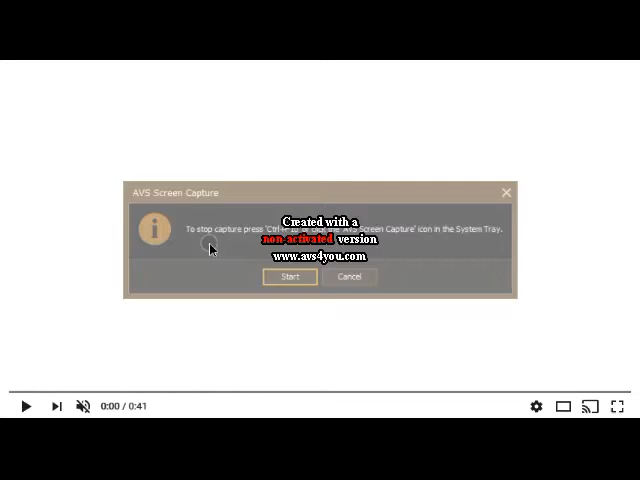 AVS Screen Capture
Created with a
To stop capture press 'Ctrl+ or click the 'AVS Screen Capture' icon in the System Tray.
non-activated version
www.avs4you.com
Start Cancel
0:00 / 0:41